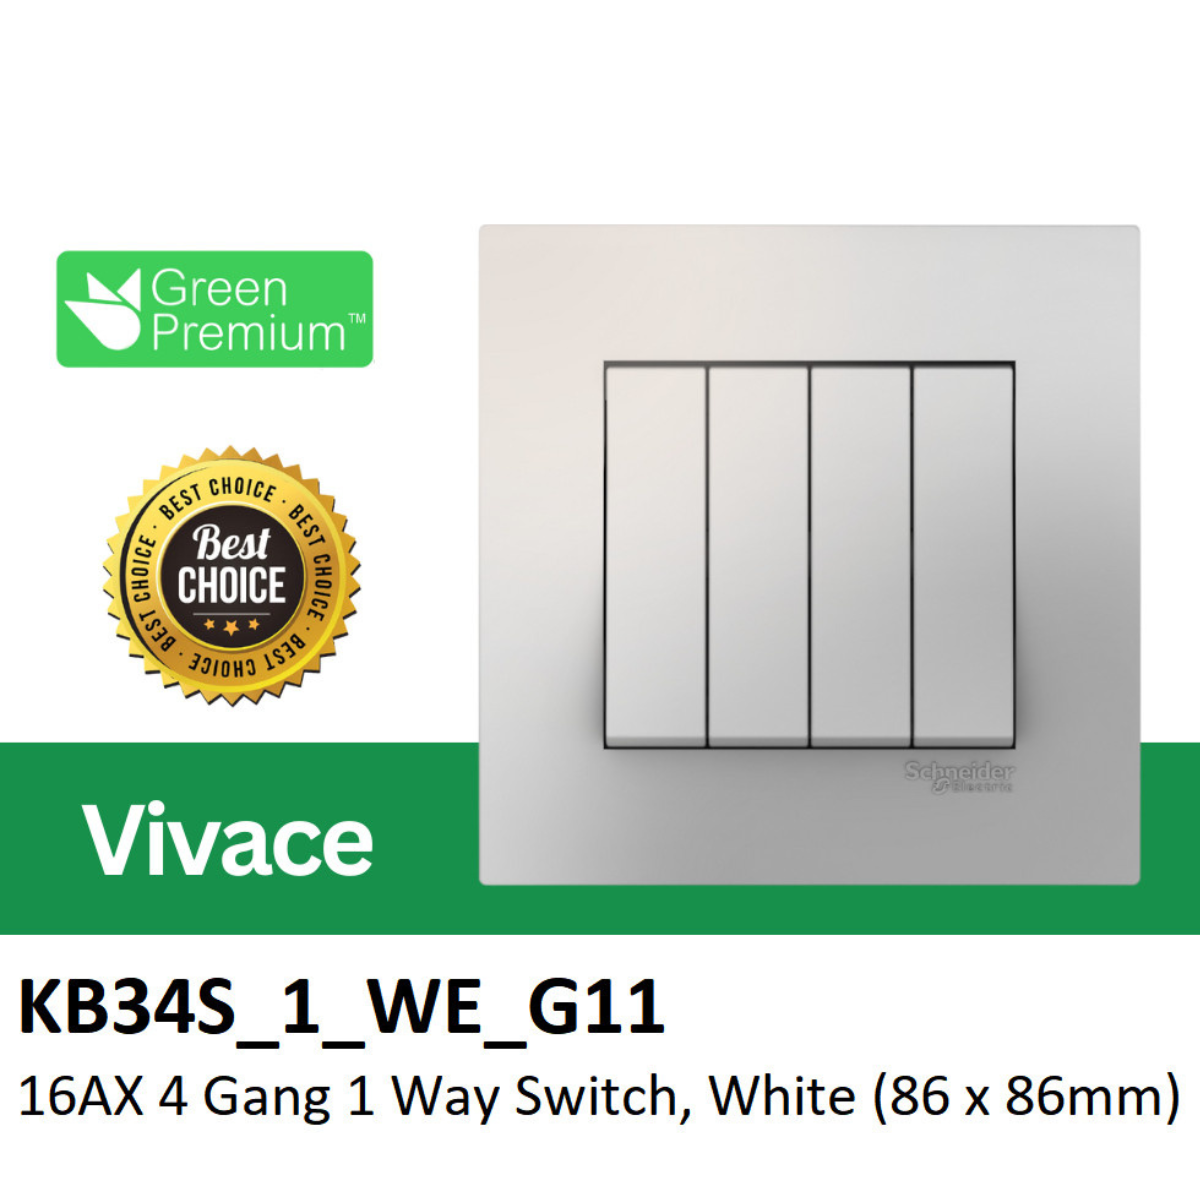 Green
Premium™
BEST CHOICE · BEST CHOICE · BEST CHOICE · BEST CHOICE ·
Best
CHOICE
Schneider
Electric
Vivace
KB34S_1_WE_G11
16AX 4 Gang 1 Way Switch, White (86 x 86mm)